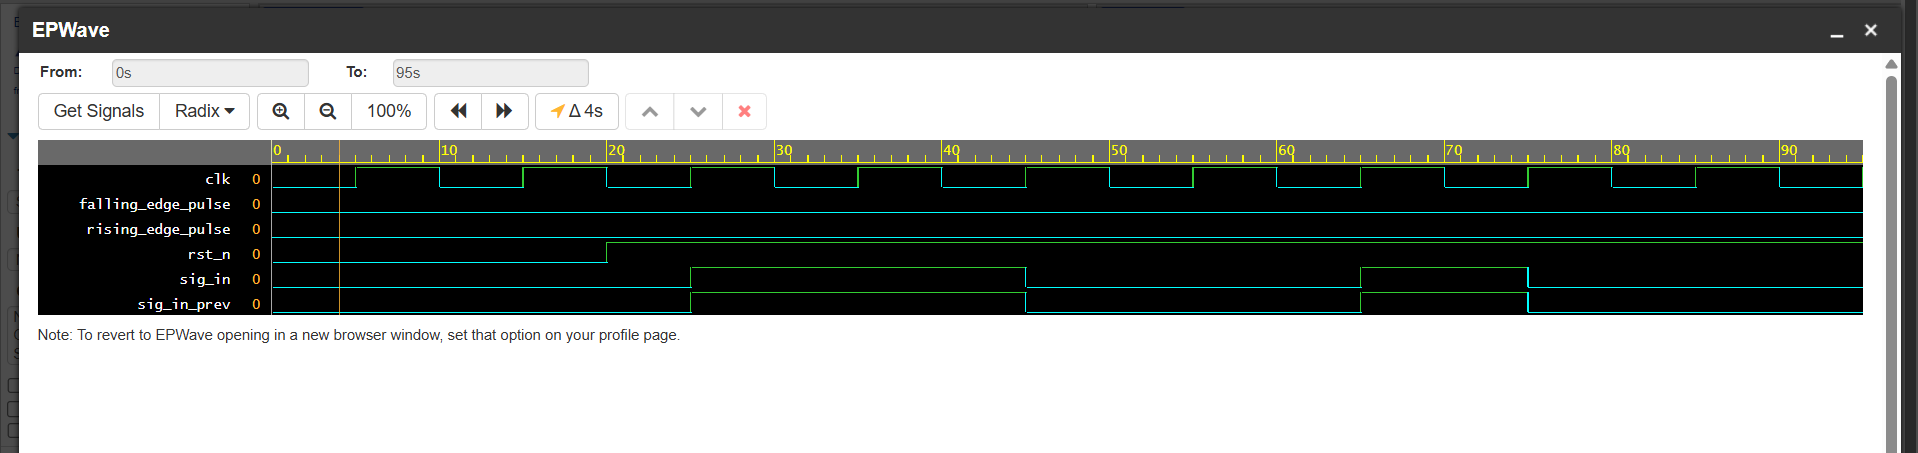 EPWave
From: 0s To: 95s
Get Signals Radix 100% Δ 4s
0 10 20 30 40 50 60 70 80 90
clk 0
falling_edge_pulse 0
rising_edge_pulse 0
rst_n 0
sig_in 0
sig_in_prev 0
Note: To revert to EPWave opening in a new browser window, set that option on your profile page.